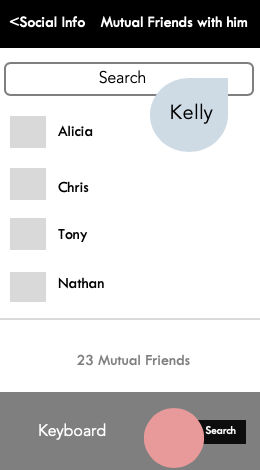 <Social Info Mutual Friends with him
Search
Kelly
Alicia
Chris
Tony
Nathan
23 Mutual Friends
Keyboard
Search